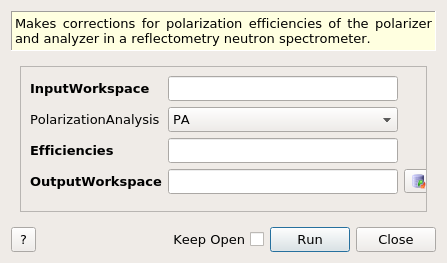 Makes corrections for polarization efficiencies of the polarizer
and analyzer in a reflectometry neutron spectrometer.
InputWorkspace
PolarizationAnalysis PA
Efficiencies
OutputWorkspace
? Keep Open Run Close